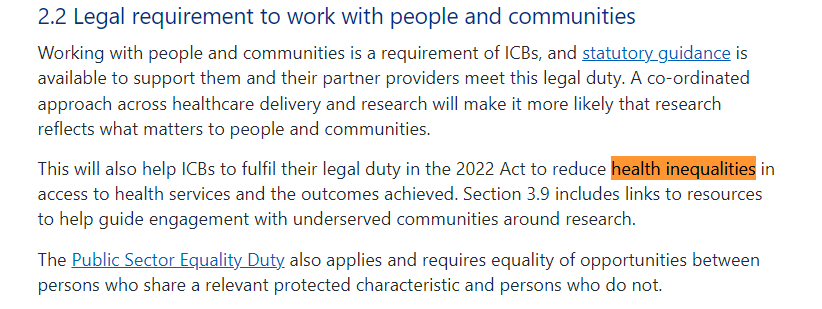 2.2 Legal requirement to work with people and communities
Working with people and communities is a requirement of ICBs, and statutory guidance is
available to support them and their partner providers meet this legal duty. A co-ordinated
approach across healthcare delivery and research will make it more likely that research
reflects what matters to people and communities.
This will also help ICBs to fulfil their legal duty in the 2022 Act to reduce health inequalities in
access to health services and the outcomes achieved. Section 3.9 includes links to resources
to help guide engagement with underserved communities around research.
The Public Sector Equality Duty also applies and requires equality of opportunities between
persons who share a relevant protected characteristic and persons who do not.